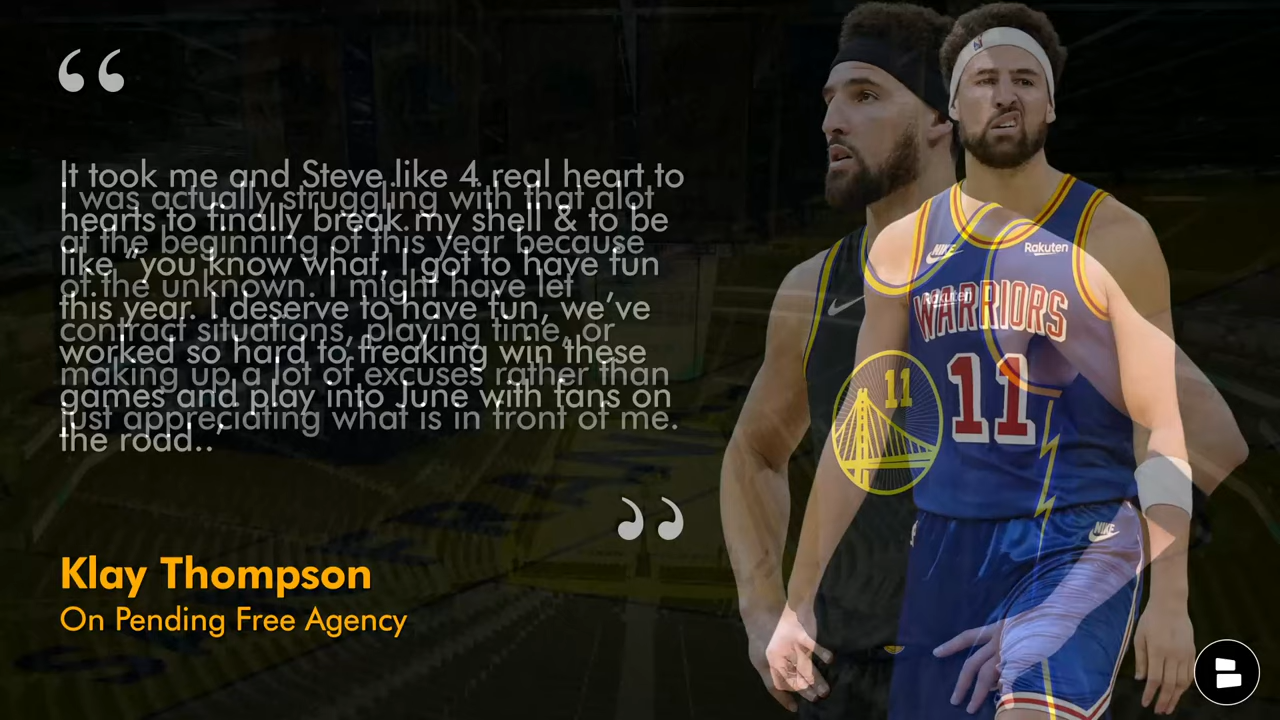 “
It took me and Steve like 4 real heart to
hearts to finally break my shell & to be
like “you know what, I got to have fun
this year. I deserve to have fun, we’ve
worked so hard to freaking win these
games and play into June with fans on
the road..”
I was actually struggling with that alot
at the beginning of this year because
of the unknown. I might have let
contract situations, playing time, or
making up a lot of excuses rather than
just appreciating what is in front of me.
”
Klay Thompson
On Pending Free Agency
NIKE
Rakuten
Rakuten
WARRIORS
11
11
NIKE